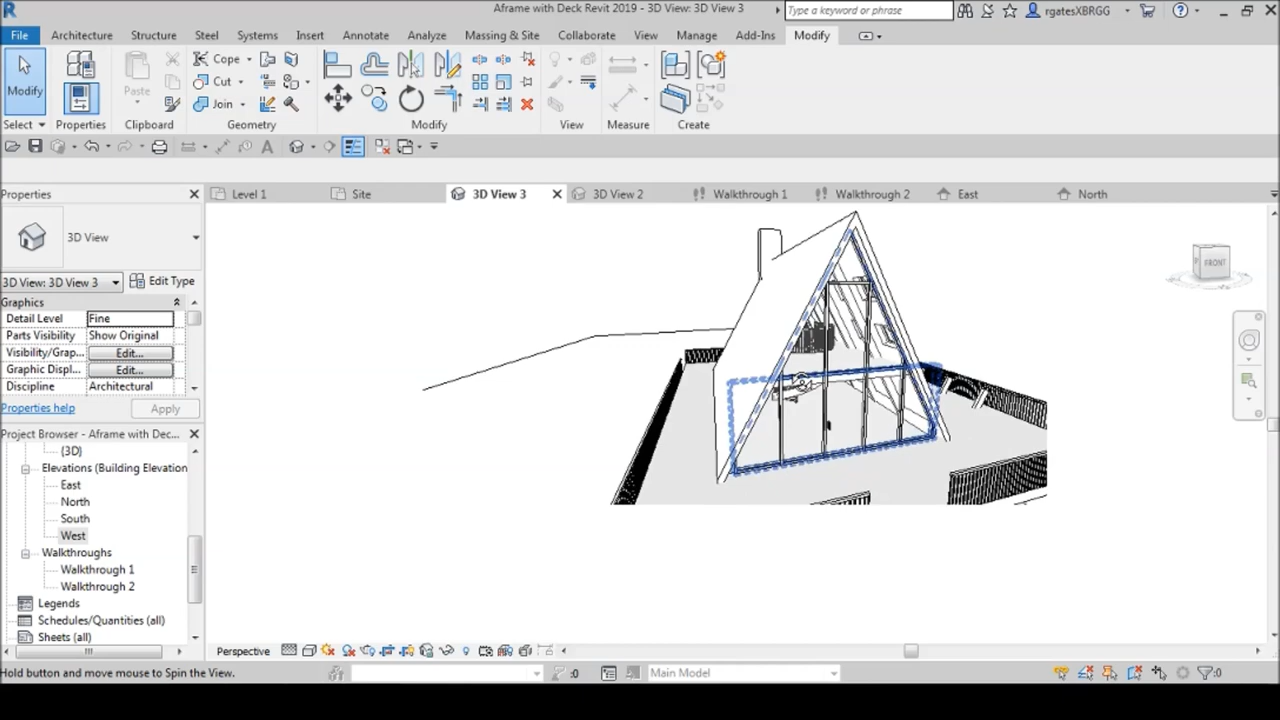 Aframe with Deck Revit 2019 - 3D View: 3D View 3
Type a keyword or phrase
rgatesXBRGG
File Architecture Structure Steel Systems Insert Annotate Analyze Massing & Site Collaborate View Manage Add-Ins Modify
Modify
Paste
Cope
Cut
Join
Select Properties Clipboard Geometry Modify View Measure Create
Properties
Level 1 Site 3D View 3 3D View 2 Walkthrough 1 Walkthrough 2 East North
3D View
3D View: 3D View 3 Edit Type
Graphics
Detail Level Fine
Parts Visibility Show Original
Visibility/Grap... Edit...
Graphic Displ... Edit...
Discipline Architectural
Properties help Apply
Project Browser - Aframe with Dec...
{3D}
Elevations (Building Elevation
East
North
South
West
Walkthroughs
Walkthrough 1
Walkthrough 2
Legends
Schedules/Quantities (all)
Sheets (all)
FRONT
Perspective
Hold button and move mouse to Spin the View.
:0
Main Model
:0